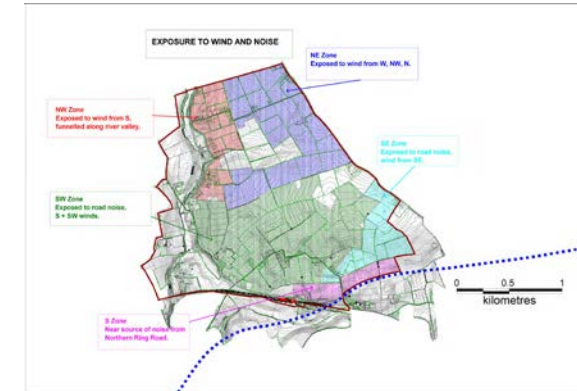 EXPOSURE TO WIND AND NOISE
NE Zone
Exposed to wind from W, NW, N.
NW Zone
Exposed to wind from S,
funnelled along river valley.
SE Zone
Exposed to road noise,
wind from SE.
SW Zone
Exposed to road noise,
S + SW winds.
0 0.5 1
kilometres
S Zone
Near source of noise from
Northern Ring Road.